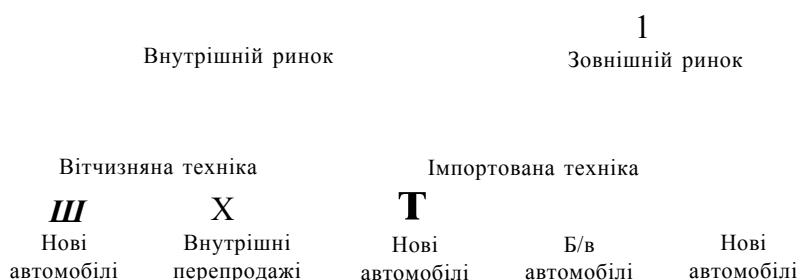 1
Внутрішній ринок Зовнішній ринок
Вітчизняна техніка Імпортована техніка
Ш Х Т
Нові Внутрішні Нові Б/в Нові
автомобілі перепродажі автомобілі автомобілі автомобілі